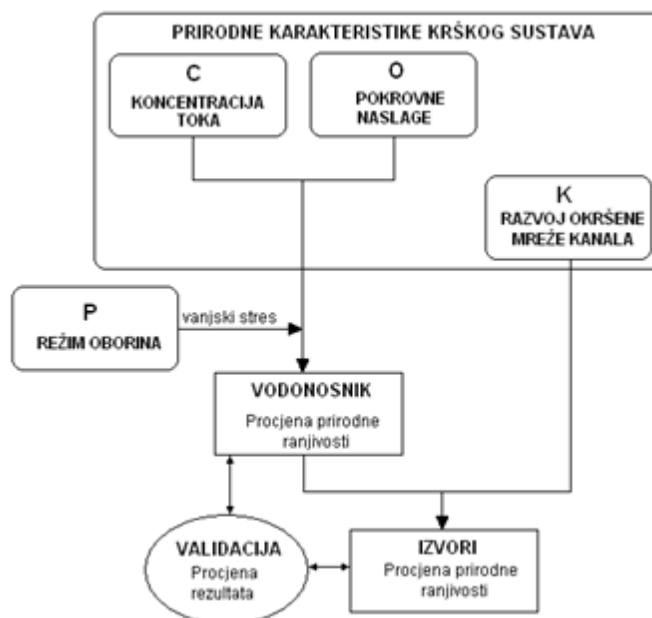 PRIRODNE KARAKTERISTIKE KRŠKOG SUSTAVA
C
KONCENTRACIJA
TOKA
O
POKROVNE
NASLAGE
K
RAZVOJ OKRŠENE
MREŽE KANALA
P
REŽIM OBORINA
vanjski stres
VODONOSNIK
Procjena prirodne
ranjivosti
VALIDACIJA
Procjena
rezultata
IZVORI
Procjena prirodne
ranjivosti